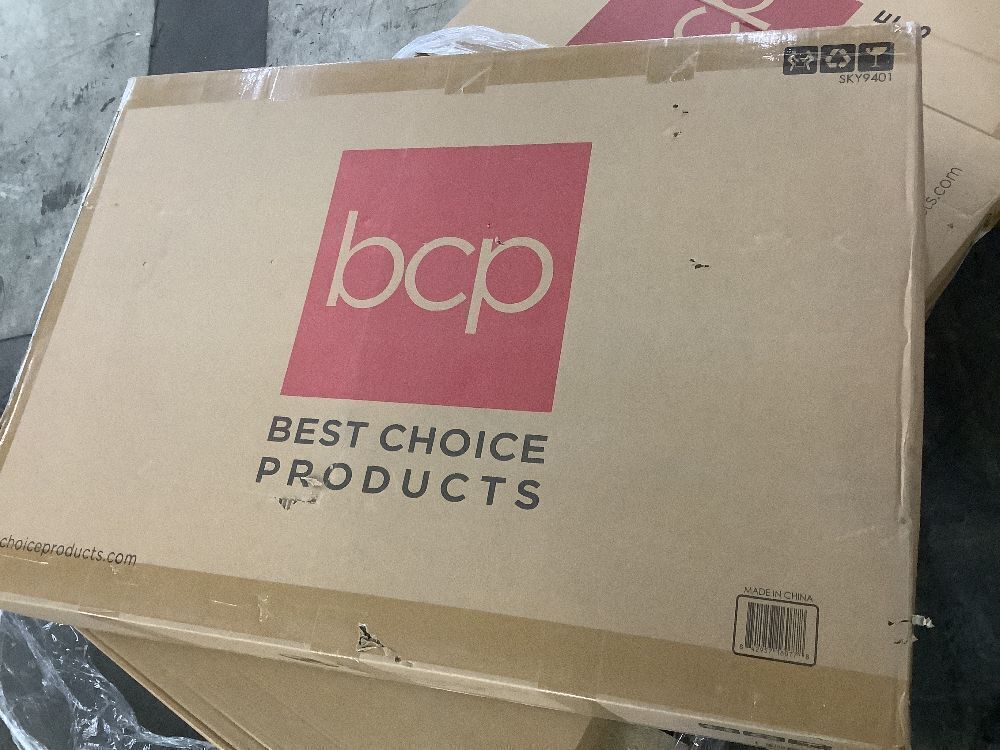 SKY9401
bcp
BEST CHOICE
PRODUCTS
choiceproducts.com
MADE IN CHINA